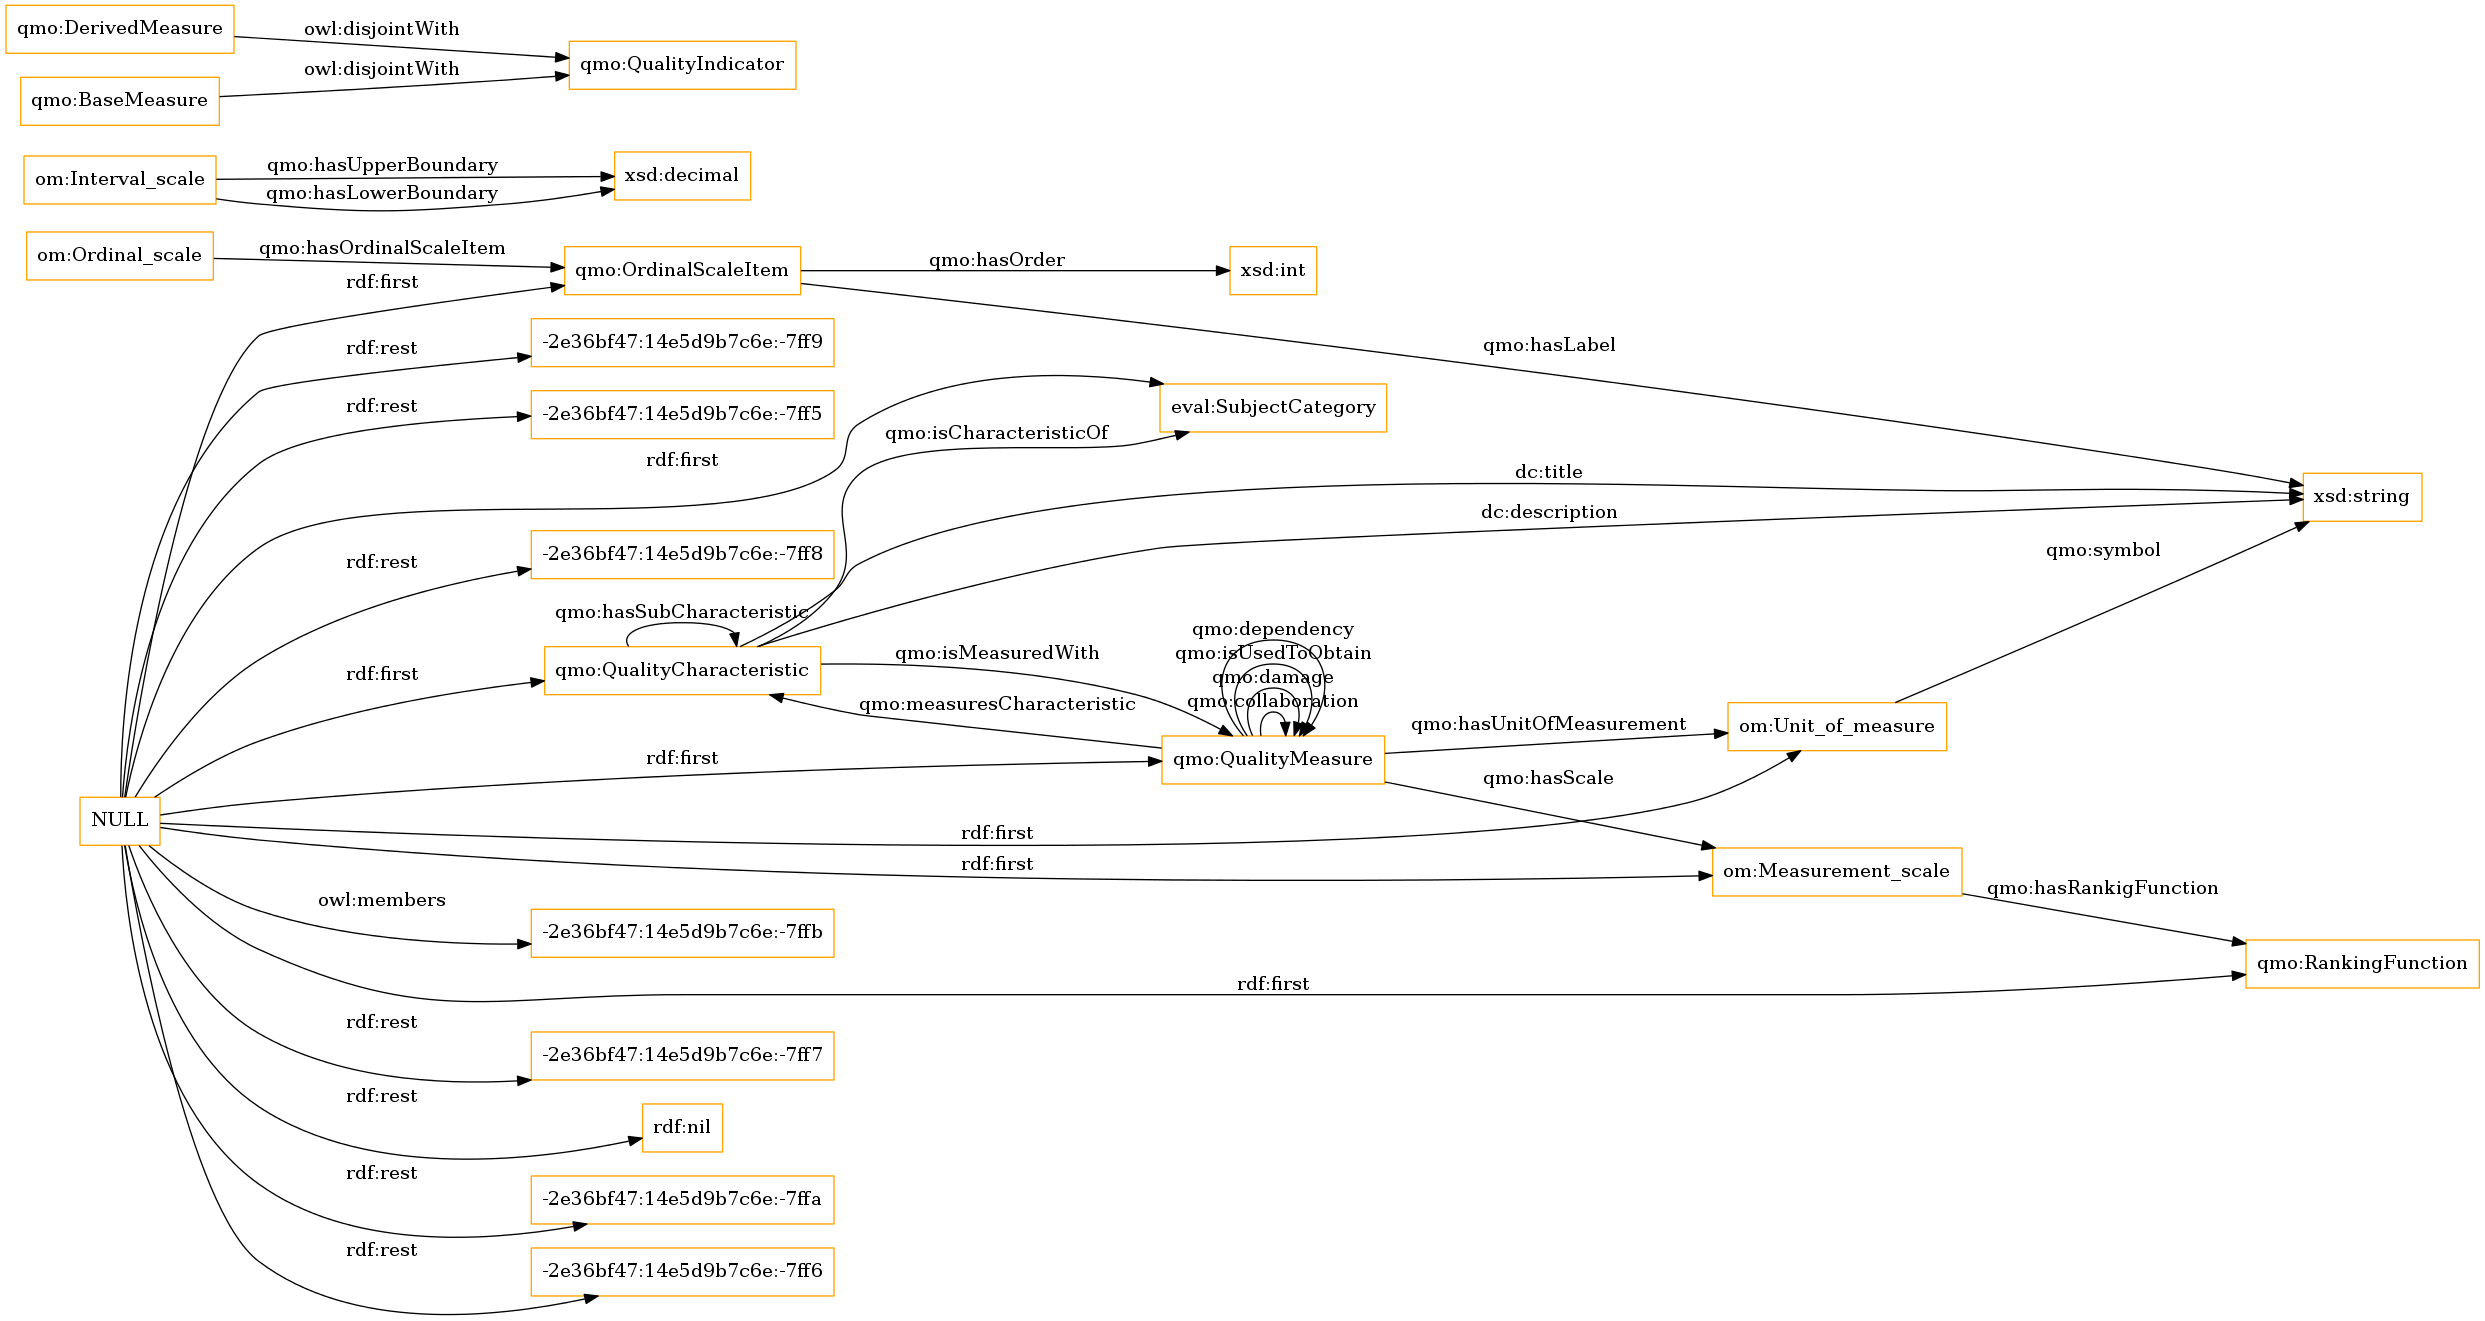 qmo:DerivedMeasure
owl:disjointWith
qmo:QualityIndicator
owl:disjointWith
qmo:BaseMeasure
qmo:hasUpperBoundary
om:Interval_scale
xsd:decimal
qmo:hasLowerBoundary
qmo:hasOrdinalScaleItem
om:Ordinal_scale
qmo:OrdinalScaleItem
qmo:hasOrder
xsd:int
rdf:first
qmo:hasLabel
rdf:rest
-2e36bf47:14e5d9b7c6e:-7ff9
rdf:rest
-2e36bf47:14e5d9b7c6e:-7ff5
eval:SubjectCategory
qmo:isCharacteristicOf
rdf:first
dc:title
xsd:string
dc:description
rdf:rest
-2e36bf47:14e5d9b7c6e:-7ff8
qmo:symbol
qmo:hasSubCharacteristic
qmo:QualityCharacteristic
rdf:first
qmo:isMeasuredWith
qmo:measuresCharacteristic
qmo:dependency
qmo:isUsedToObtain
qmo:damage
qmo:collaboration
qmo:QualityMeasure
rdf:first
qmo:hasUnitOfMeasurement
om:Unit_of_measure
qmo:hasScale
NULL
rdf:first
rdf:first
om:Measurement_scale
qmo:hasRankigFunction
qmo:RankingFunction
owl:members
-2e36bf47:14e5d9b7c6e:-7ffb
rdf:first
rdf:rest
-2e36bf47:14e5d9b7c6e:-7ff7
rdf:rest
rdf:nil
rdf:rest
-2e36bf47:14e5d9b7c6e:-7ffa
rdf:rest
-2e36bf47:14e5d9b7c6e:-7ff6